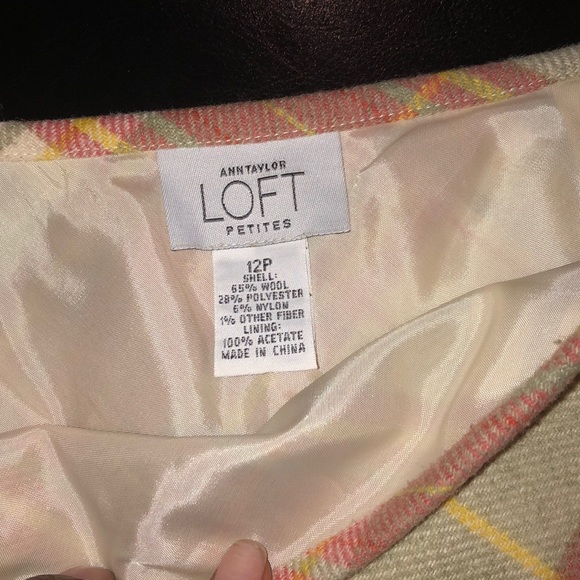 ANNTAYLOR
LOFT
PETITES
12P
SHELL:
65% WOOL
28% POLYESTER
6% NYLON
1% OTHER FIBER
LINING:
100% ACETATE
MADE IN CHINA